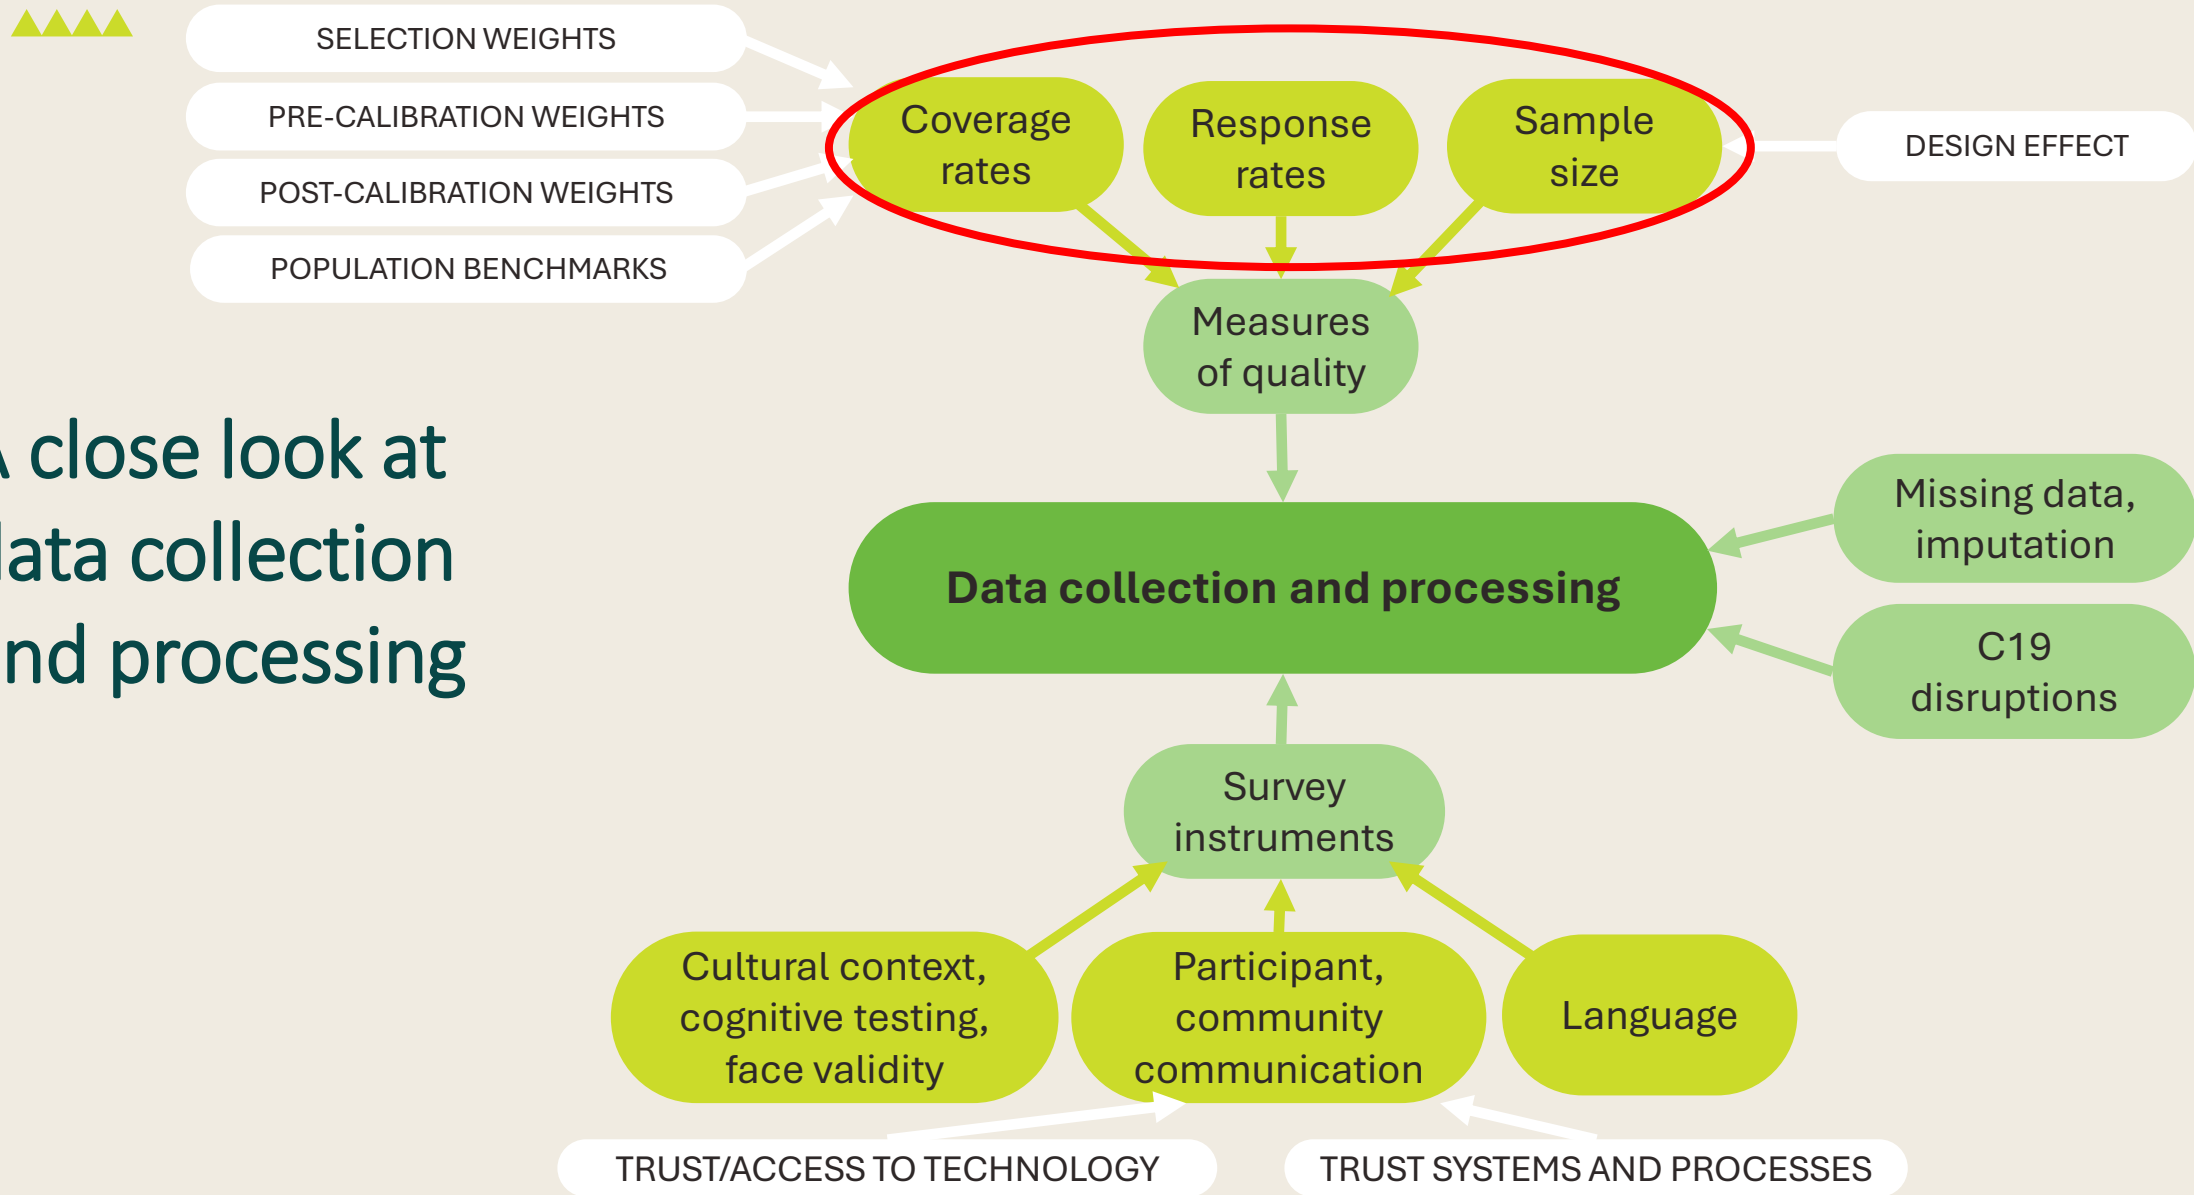 SELECTION WEIGHTS
PRE-CALIBRATION WEIGHTS
POST-CALIBRATION WEIGHTS
POPULATION BENCHMARKS
Coverage
rates
Response
rates
Sample
size
DESIGN EFFECT
Measures
of quality
A close look at
data collection
and processing
Data collection and processing
Missing data,
imputation
C19
disruptions
Survey
instruments
Cultural context,
cognitive testing,
face validity
Participant,
community
communication
Language
TRUST/ACCESS TO TECHNOLOGY
TRUST SYSTEMS AND PROCESSES